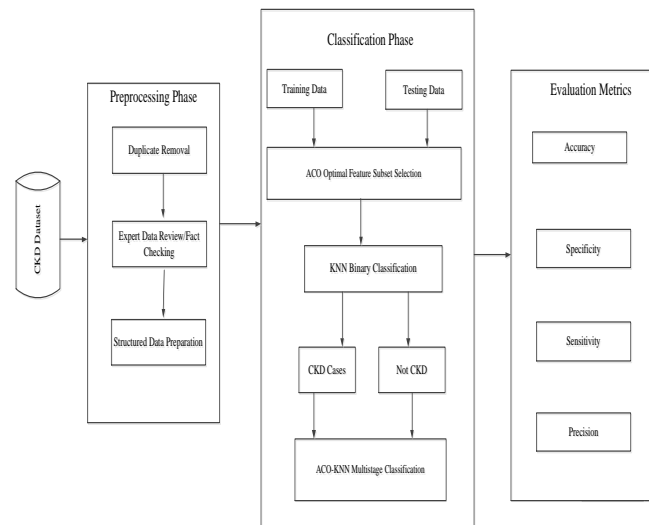 CKD Dataset
Preprocessing Phase
Duplicate Removal
Expert Data Review/Fact
Checking
Structured Data Preparation
Classification Phase
Training Data
Testing Data
ACO Optimal Feature Subset Selection
KNN Binary Classification
CKD Cases
Not CKD
ACO-KNN Multistage Classification
Evaluation Metrics
Accuracy
Specificity
Sensitivity
Precision